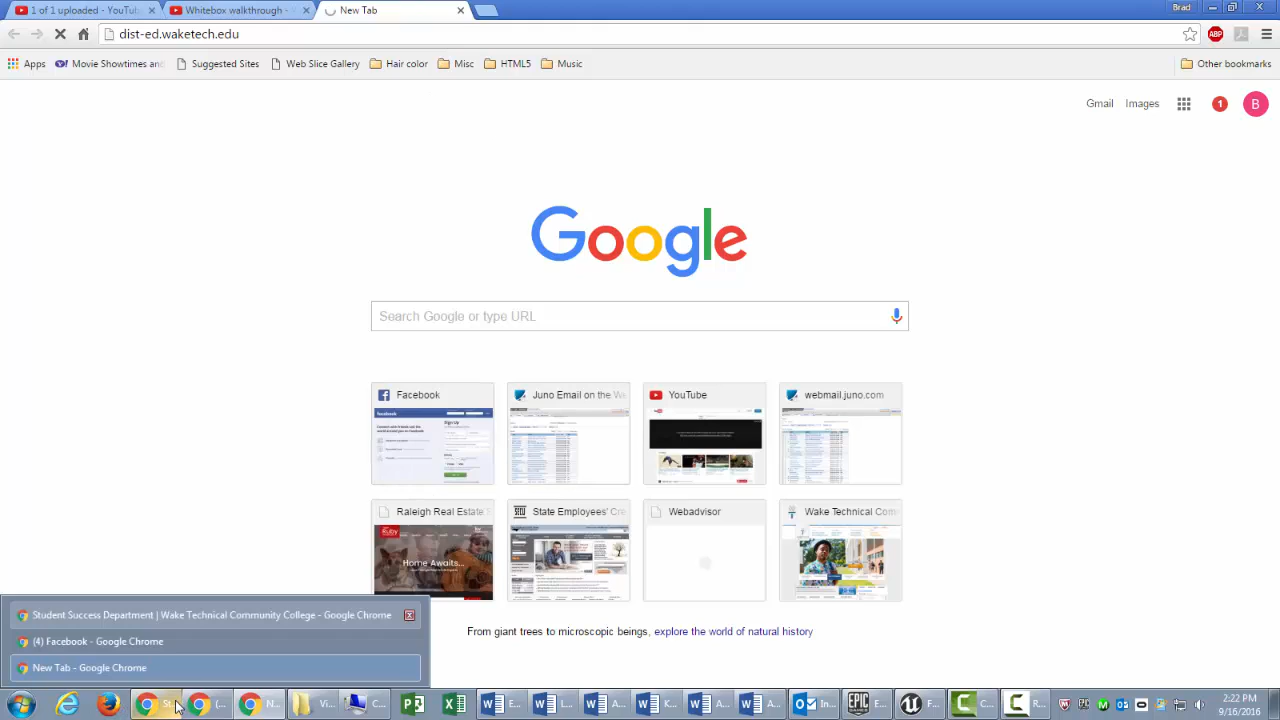 1 of 1 uploaded - YouTub
Whitebox walkthrough -
New Tab
Brad
dist-ed.waketech.edu
ABP
Apps
Movie Showtimes and
Suggested Sites
Web Slice Gallery
Hair color
Misc
HTML5
Music
Other bookmarks
Gmail
Images
1
B
Google
Search Google or type URL
Facebook
Juno Email on the We
YouTube
webmail.juno.com
facebook
Raleigh Real Estate
State Employees' Cre
Webadvisor
Wake Technical Com
Home Awaits...
Student Success Department | Wake Technical Community College - Google Chrome
(4) Facebook - Google Chrome
New Tab - Google Chrome
From giant trees to microscopic beings, explore the world of natural history
2:22 PM
9/16/2016